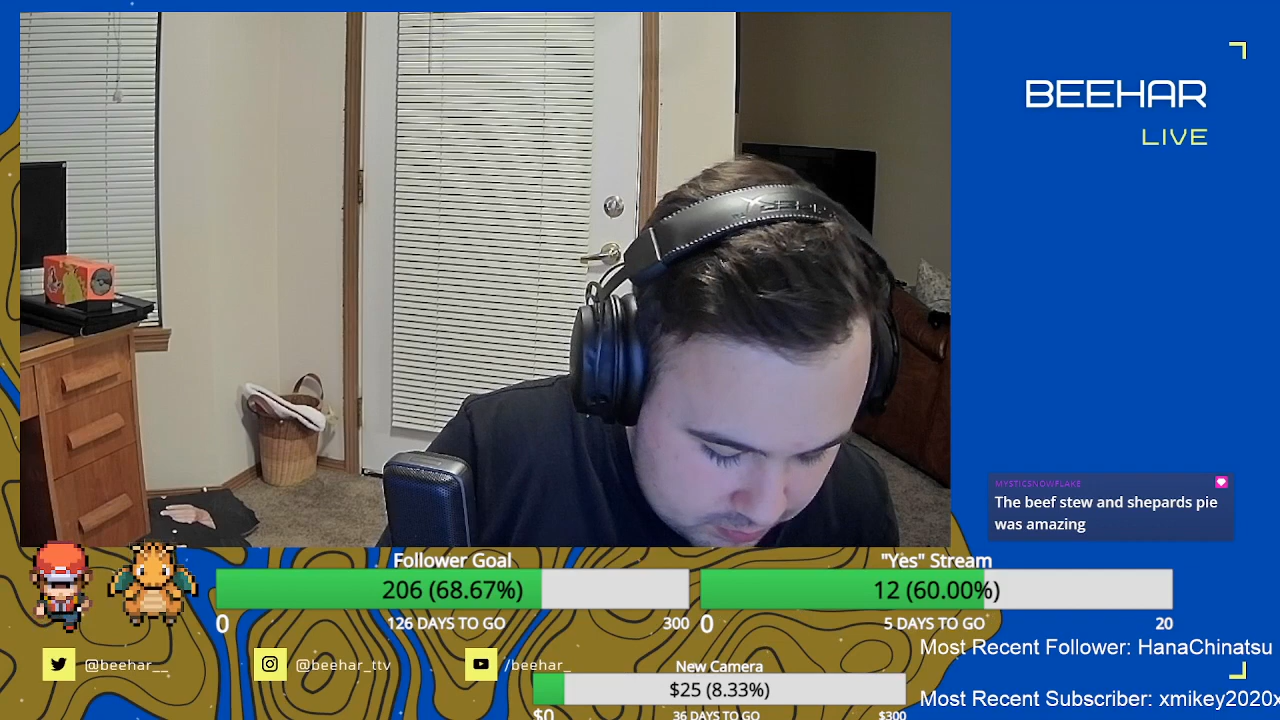 BEEHAR
LIVE
MYSTICSNOWFLAKE
The beef stew and shepards pie
was amazing
Follower Goal
206 (68.67%)
0
126 DAYS TO GO
300
"Yes" Stream
12 (60.00%)
0
5 DAYS TO GO
20
Most Recent Follower: HanaChinatsu
@beehar__
@beehar_ttv
/beehar_
New Camera
$25 (8.33%)
$0
36 DAYS TO GO
$300
Most Recent Subscriber: xmikey2020x